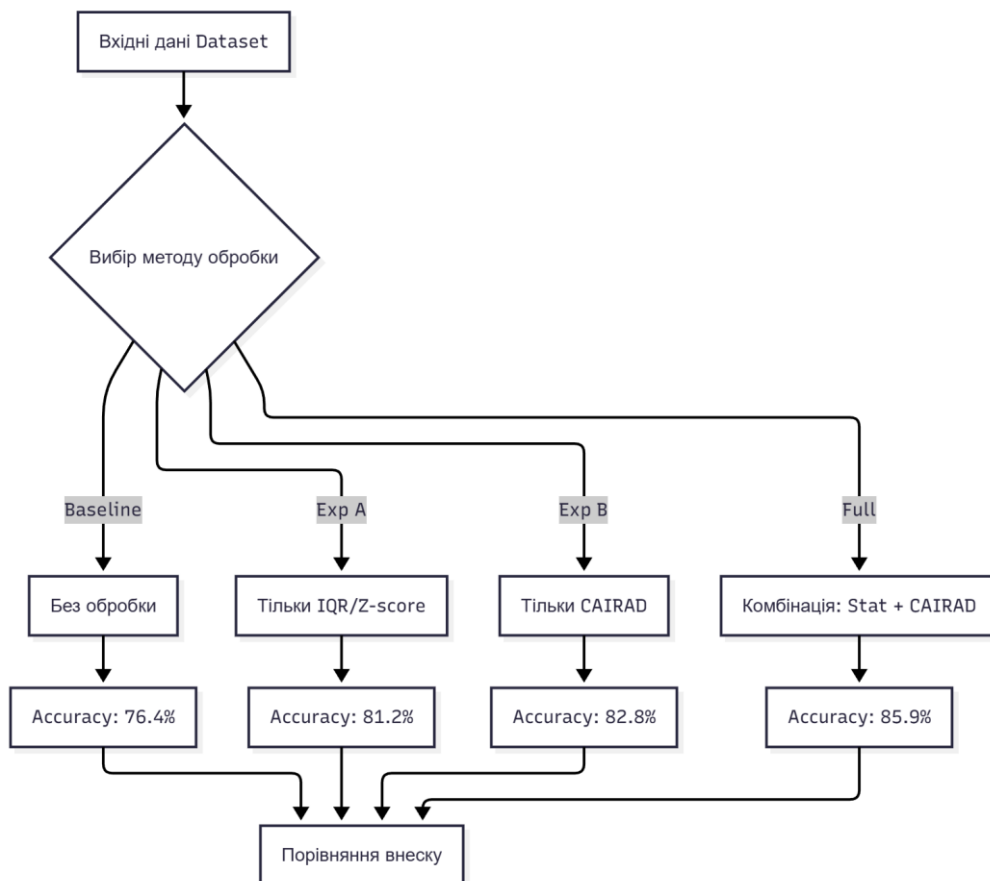 Вхідні дані Dataset
Вибір методу обробки
Baseline
Exp A
Exp B
Full
Без обробки
Тільки IQR/Z-score
Тільки CAIRAD
Комбінація: Stat + CAIRAD
Accuracy: 76.4%
Accuracy: 81.2%
Accuracy: 82.8%
Accuracy: 85.9%
Порівняння внеску